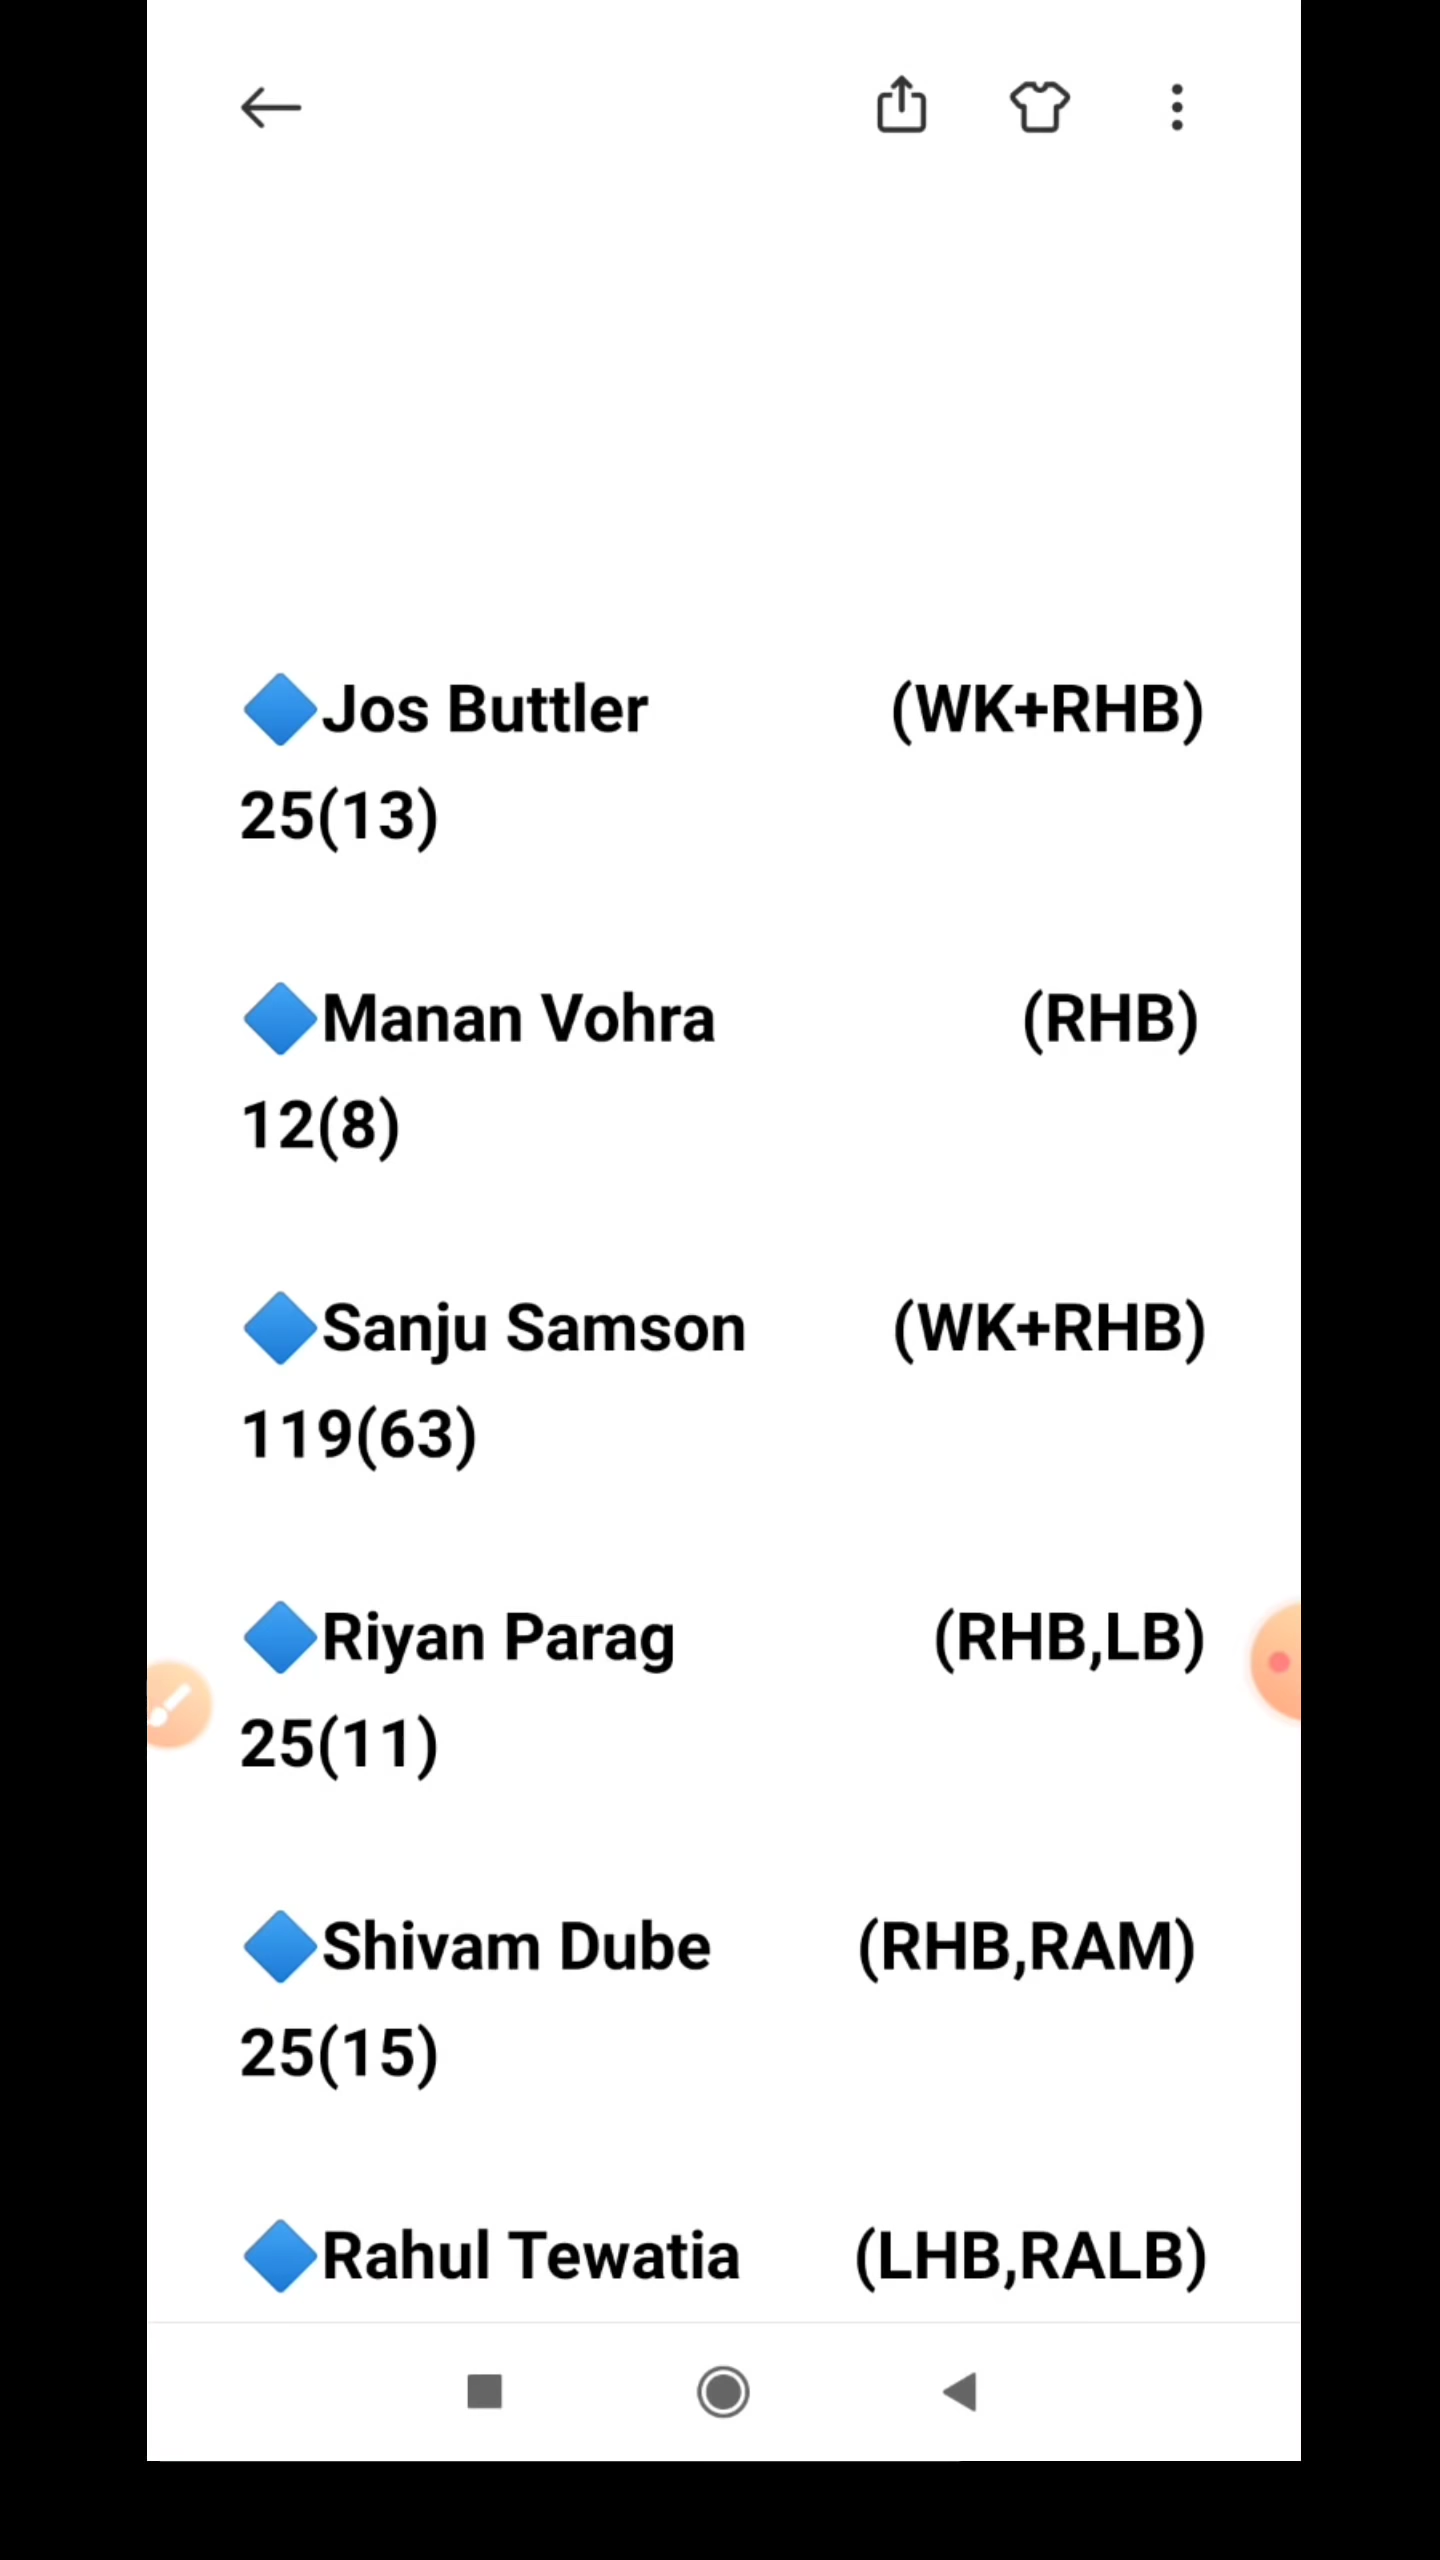 🔷Jos Buttler (WK+RHB)
25(13)
🔷Manan Vohra (RHB)
12(8)
🔷Sanju Samson (WK+RHB)
119(63)
🔷Riyan Parag (RHB,LB)
25(11)
🔷Shivam Dube (RHB,RAM)
25(15)
🔷Rahul Tewatia (LHB,RALB)